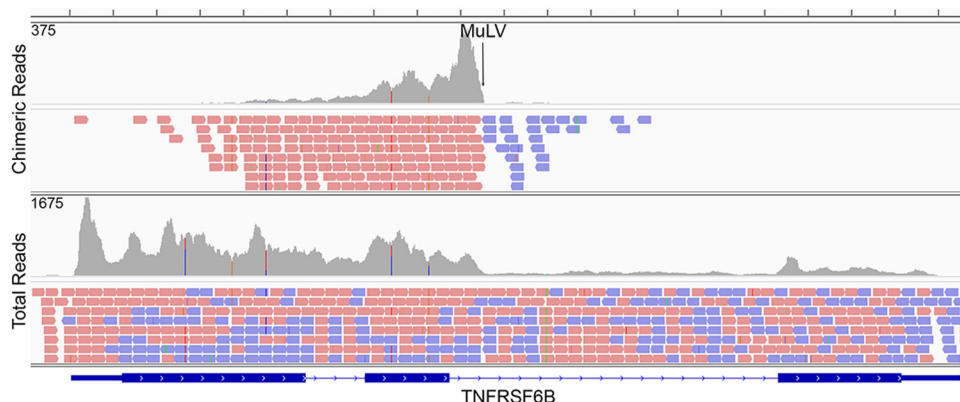 375
MuLV
Chimeric Reads
1675
Total Reads
TNFRSF6B